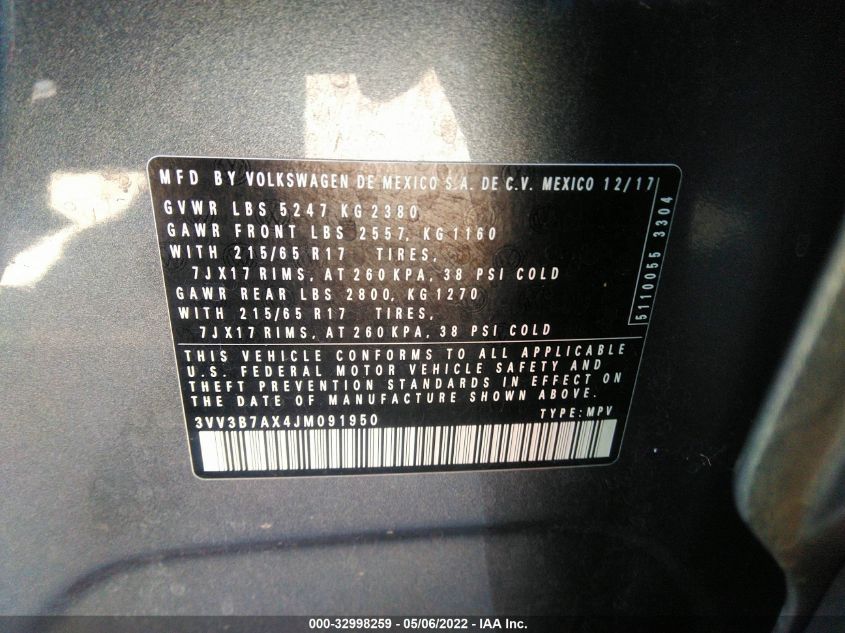 MFD BY VOLKSWAGEN DE MEXICO S.A. DE C.V. MEXICO 12/17
GVWR LBS 5247 KG 2380
GAWR FRONT LBS 2557, KG 1160
WITH 215/65 R17 TIRES,
7JX17 RIMS, AT 260 KPA, 38 PSI COLD
GAWR REAR LBS 2800, KG 1270
WITH 215/65 R17 TIRES,
7JX17 RIMS, AT 260 KPA, 38 PSI COLD
5110055 3304
THIS VEHICLE CONFORMS TO ALL APPLICABLE
U.S. FEDERAL MOTOR VEHICLE SAFETY AND
THEFT PREVENTION STANDARDS IN EFFECT ON
THE DATE OF MANUFACTURE SHOWN ABOVE.
3VV3B7AX4JM091950 TYPE: MPV
000-32998259 - 05/06/2022 - IAA Inc.